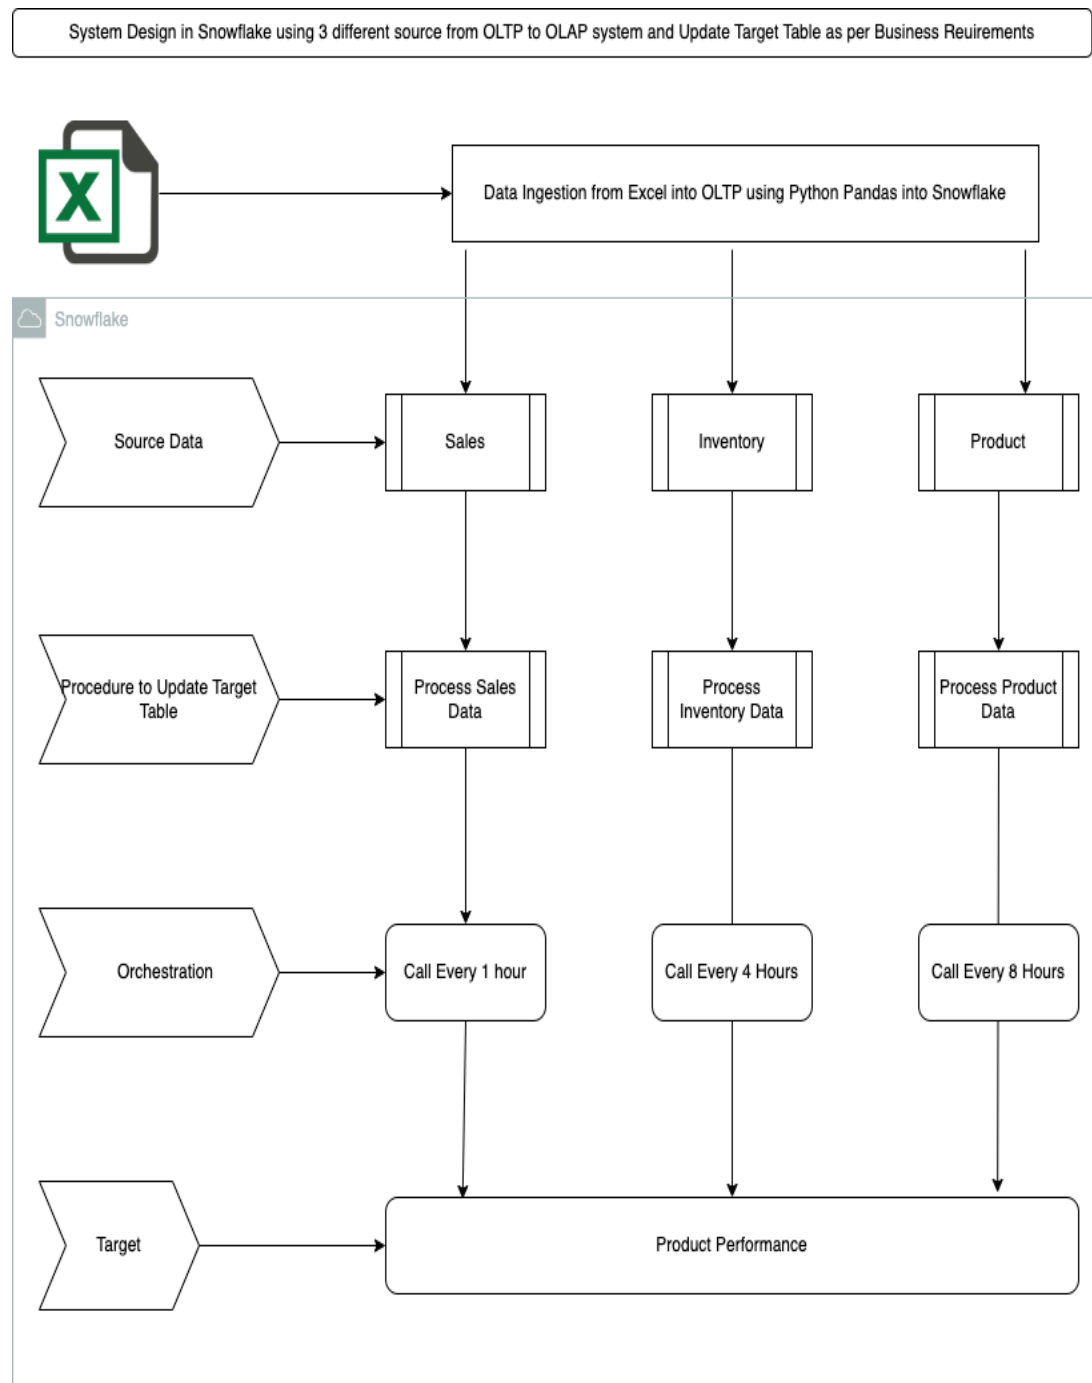 System Design in Snowflake using 3 different source from OLTP to OLAP system and Update Target Table as per Business Reuirements
X
Data Ingestion from Excel into OLTP using Python Pandas into Snowflake
Snowflake
Source Data
Sales
Inventory
Product
Procedure to Update Target
Table
Process Sales
Data
Process
Inventory Data
Process Product
Data
Orchestration
Call Every 1 hour
Call Every 4 Hours
Call Every 8 Hours
Target
Product Performance